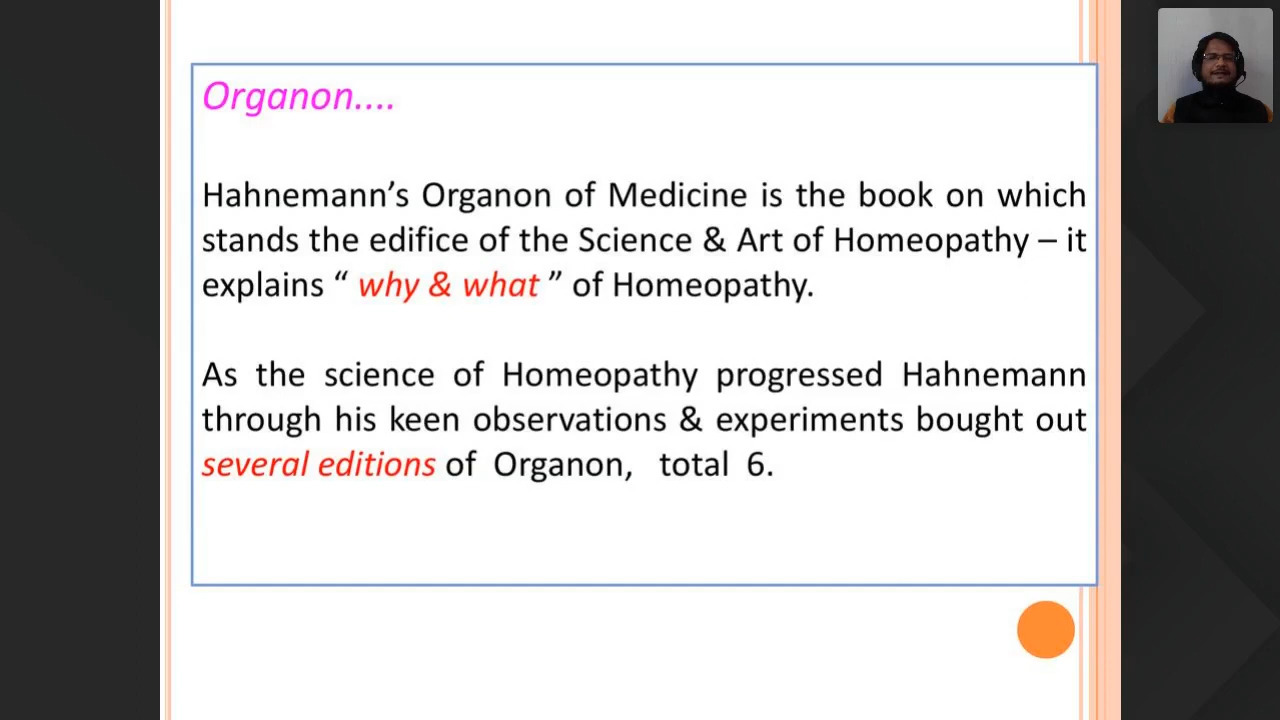 Organon....
Hahnemann’s Organon of Medicine is the book on which
stands the edifice of the Science & Art of Homeopathy – it
explains “ why & what ” of Homeopathy.
As the science of Homeopathy progressed Hahnemann
through his keen observations & experiments bought out
several editions of Organon, total 6.